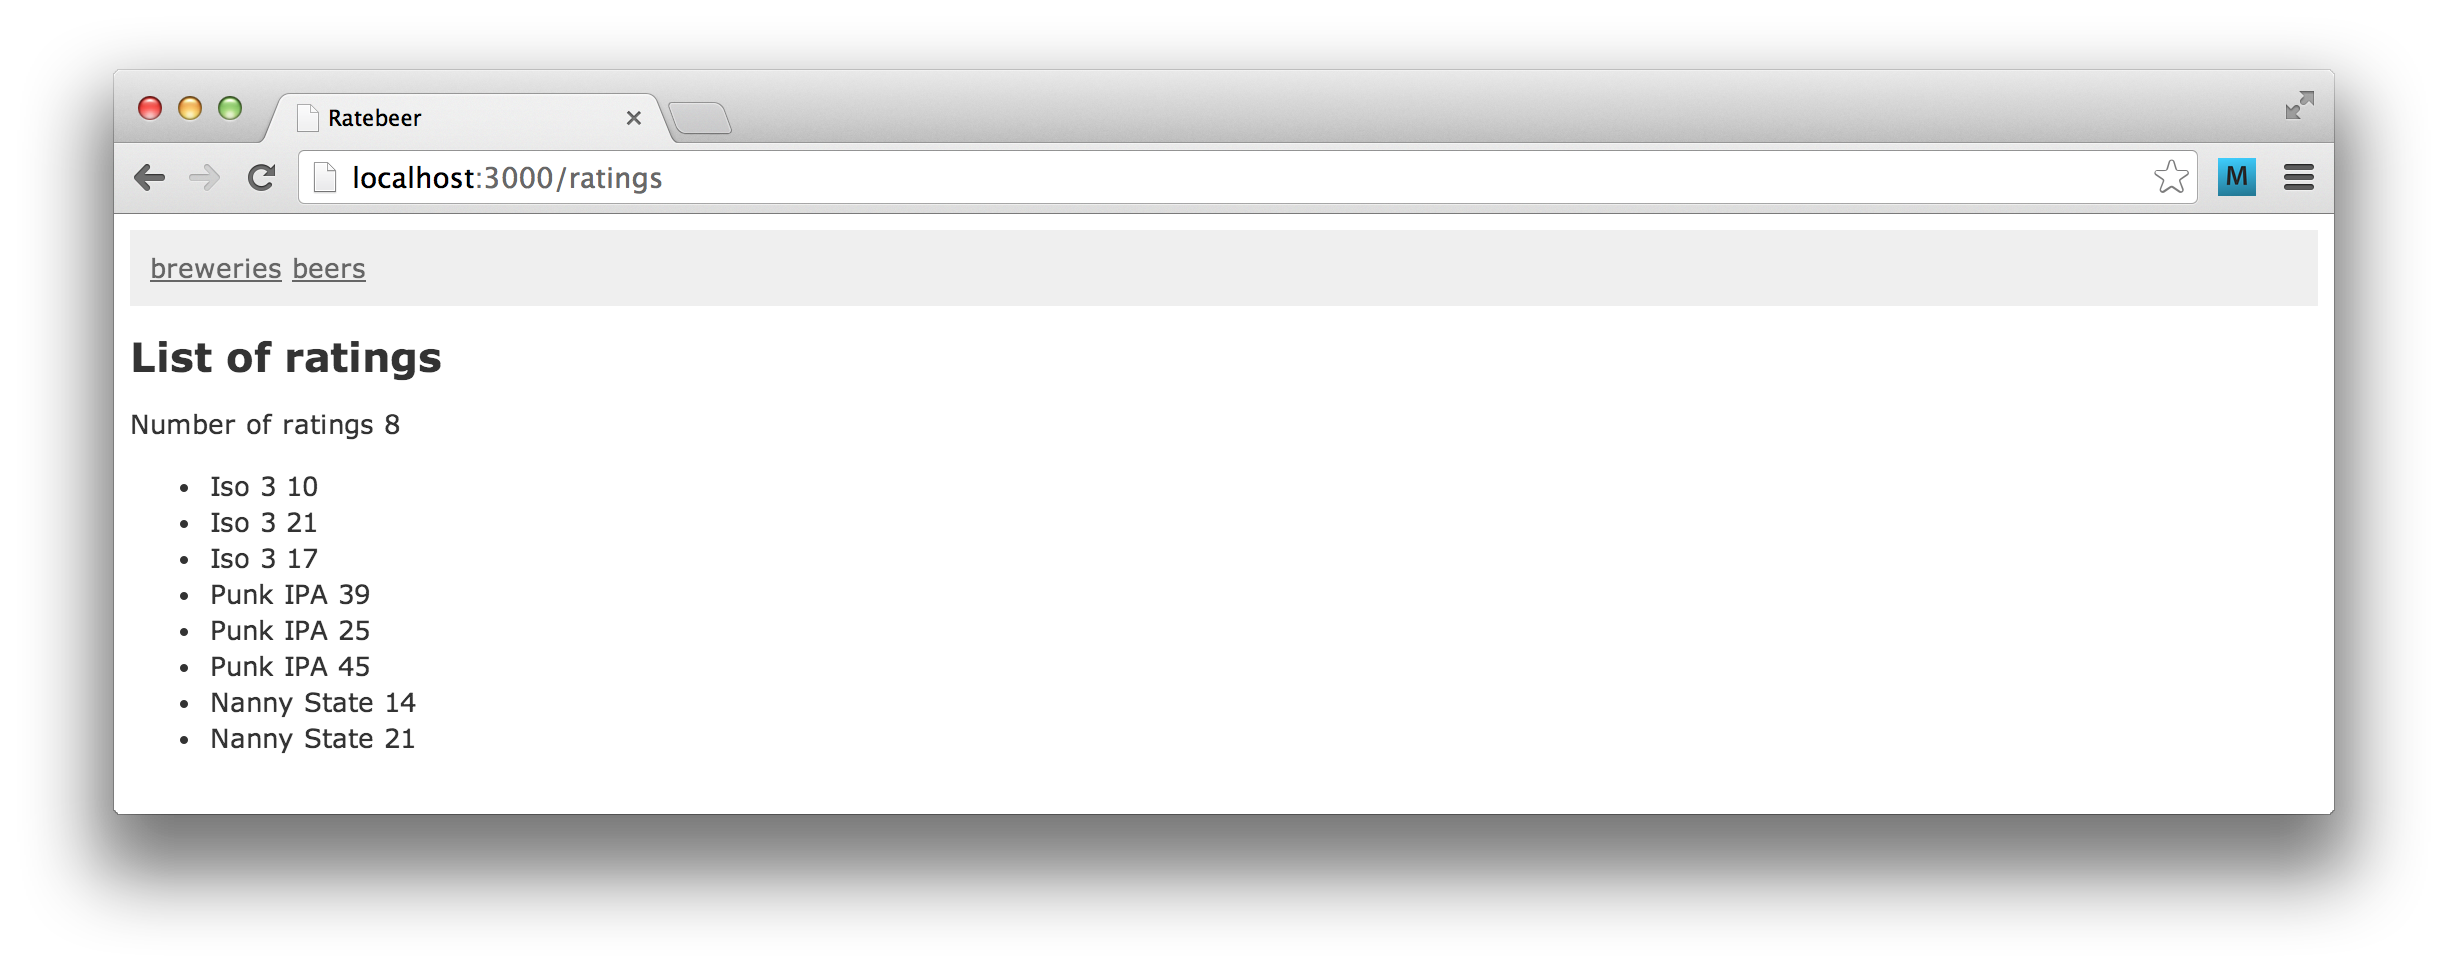 Ratebeer
localhost:3000/ratings
M
breweries beers
List of ratings
Number of ratings 8
Iso 3 10
Iso 3 21
Iso 3 17
Punk IPA 39
Punk IPA 25
Punk IPA 45
Nanny State 14
Nanny State 21